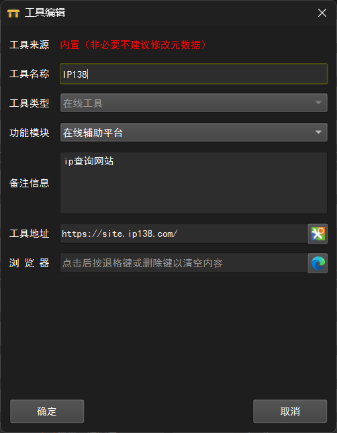 工具编辑
工具来源 内置（非必要不建议修改元数据）
工具名称 IP138
工具类型 在线工具
功能模块 在线辅助平台
备注信息 ip查询网站
工具地址 https://site.ip138.com/
浏 览 器 点击后按退格键或删除键以清空内容
确定 取消